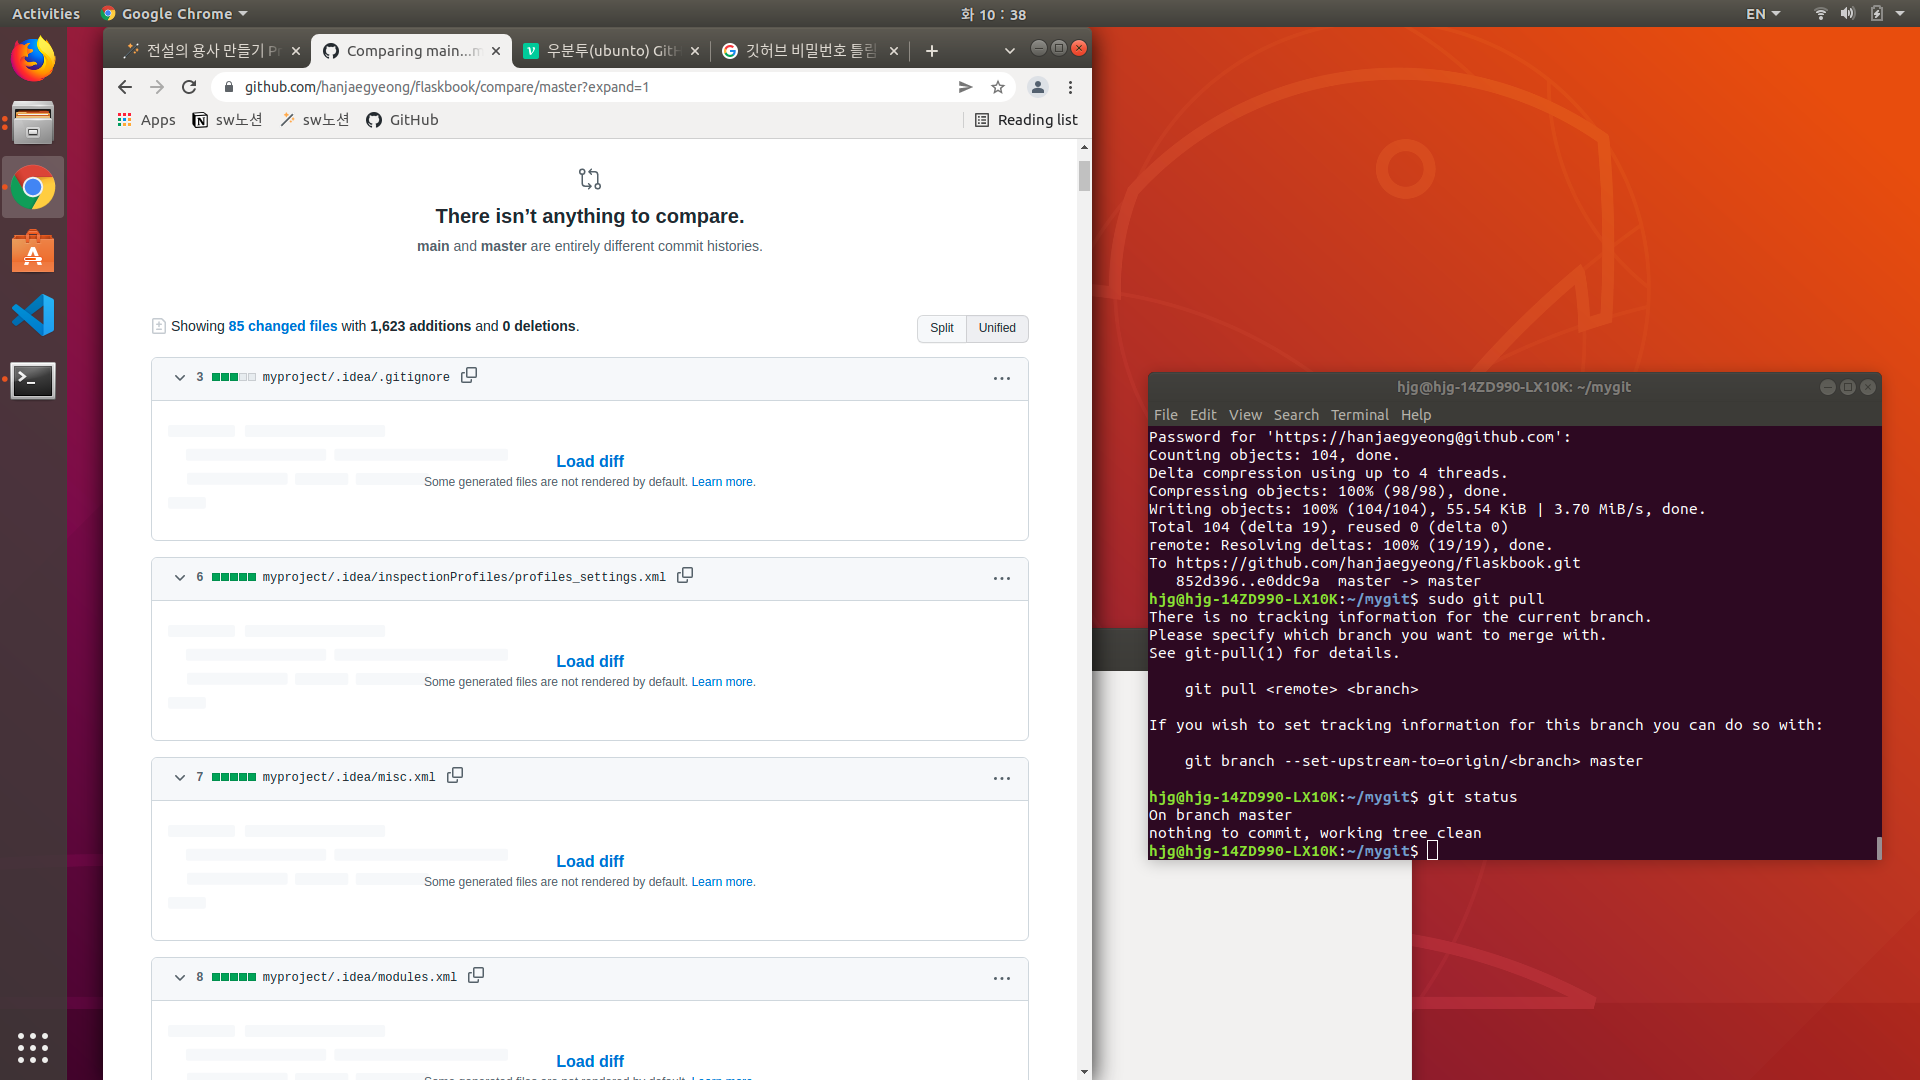 Activities
Google Chrome
화 10 : 38
EN
전설의 용사 만들기
Comparing main...
우분투(ubunto)
깃허브 비밀번호 틀림
github.com/hanjaegyeong/flaskbook/compare/master?expand=1
Apps
sw노션
sw노션
GitHub
Reading list
There isn’t anything to compare.
main and master are entirely different commit histories.
Showing 85 changed files with 1,623 additions and 0 deletions.
Split
Unified
3 myproject/.idea/.gitignore
Load diff
Some generated files are not rendered by default. Learn more.
6 myproject/.idea/inspectionProfiles/profiles_settings.xml
Load diff
Some generated files are not rendered by default. Learn more.
7 myproject/.idea/misc.xml
Load diff
Some generated files are not rendered by default. Learn more.
8 myproject/.idea/modules.xml
Load diff
hjg@hjg-14ZD990-LX10K: ~/mygit
File Edit View Search Terminal Help
Password for 'https://hanjaegyeong@github.com':
Counting objects: 104, done.
Delta compression using up to 4 threads.
Compressing objects: 100% (98/98), done.
Writing objects: 100% (104/104), 55.54 KiB | 3.70 MiB/s, done.
Total 104 (delta 19), reused 0 (delta 0)
remote: Resolving deltas: 100% (19/19), done.
To https://github.com/hanjaegyeong/flaskbook.git
852d396..e0ddc9a master -> master
hjg@hjg-14ZD990-LX10K:~/mygit$ sudo git pull
There is no tracking information for the current branch.
Please specify which branch you want to merge with.
See git-pull(1) for details.
git pull <remote> <branch>
If you wish to set tracking information for this branch you can do so with:
git branch --set-upstream-to=origin/<branch> master
hjg@hjg-14ZD990-LX10K:~/mygit$ git status
On branch master
nothing to commit, working tree clean
hjg@hjg-14ZD990-LX10K:~/mygit$